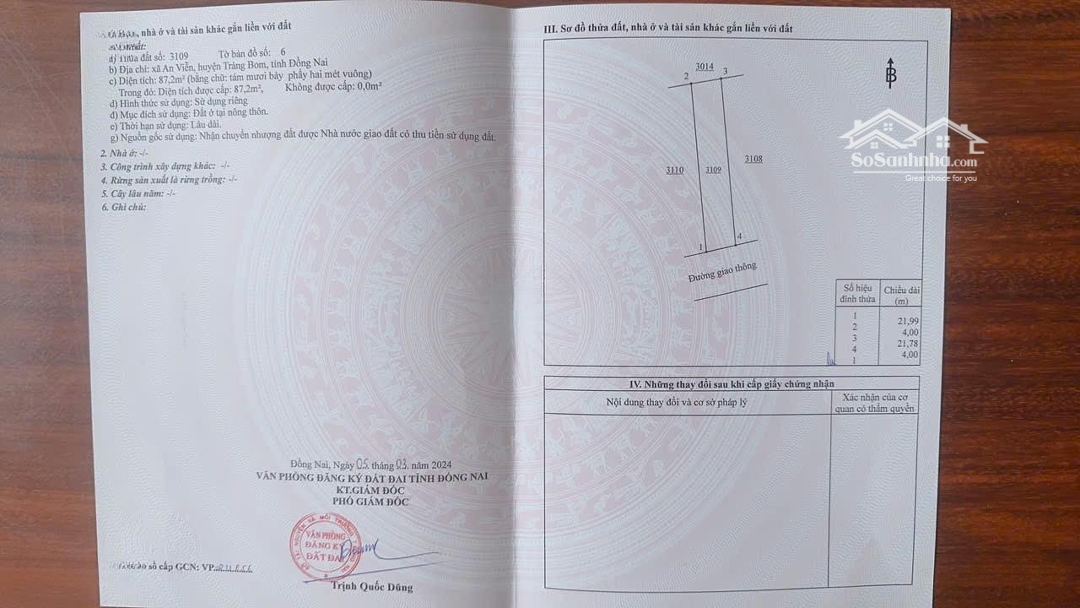 nhà ở và tài sản khác gắn liền với đất
a) Thửa đất số: 3109 Tờ bản đồ số: 6
b) Địa chỉ: xã An Viễn, huyện Trảng Bom, tỉnh Đồng Nai
c) Diện tích: 87,2m² (bằng chữ: tám mươi bảy phẩy hai mét vuông)
Trong đó: Diện tích được cấp: 87,2m², Không được cấp: 0,0m²
d) Hình thức sử dụng: Sử dụng riêng
đ) Mục đích sử dụng: Đất ở tại nông thôn.
e) Thời hạn sử dụng: Lâu dài.
g) Nguồn gốc sử dụng: Nhận chuyển nhượng đất được Nhà nước giao đất có thu tiền sử dụng đất.
2. Nhà ở: -/-
3. Công trình xây dựng khác: -/-
4. Rừng sản xuất là rừng trồng: -/-
5. Cây lâu năm: -/-
6. Ghi chú:
Đồng Nai, Ngày 05 tháng 03 năm 2024
VĂN PHÒNG ĐĂNG KÝ ĐẤT ĐAI TỈNH ĐỒNG NAI
KT.GIÁM ĐỐC
PHÓ GIÁM ĐỐC
VĂN PHÒNG
ĐĂNG KÝ
ĐẤT ĐAI
Trịnh Quốc Dũng
số cấp GCN: VP
III. Sơ đồ thửa đất, nhà ở và tài sản khác gắn liền với đất
3014
2 3
B
3110 3109 3108
1 4
Đường giao thông
SoSanhnha.com
Great choice for you
Số hiệu đỉnh thửa
Chiều dài (m)
1
21,99
2
4,00
3
21,78
4
4,00
1
IV. Những thay đổi sau khi cấp giấy chứng nhận
Nội dung thay đổi và cơ sở pháp lý
Xác nhận của cơ
quan có thẩm quyền